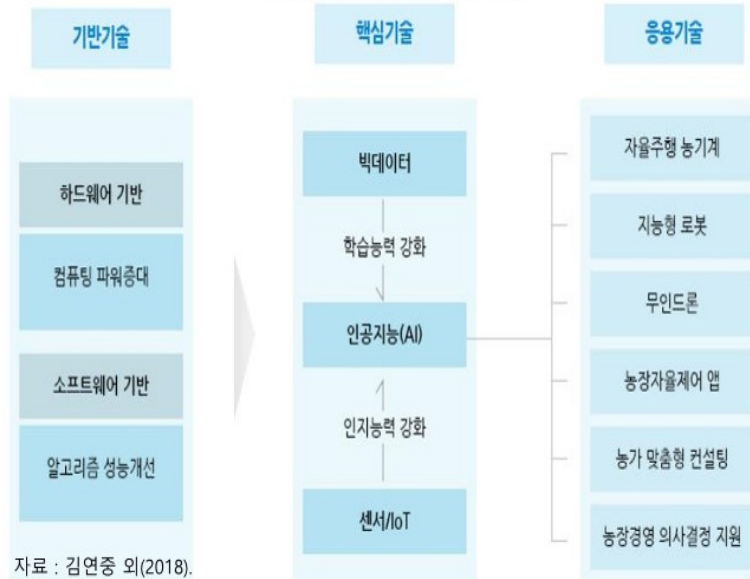 기반기술
핵심기술
응용기술
하드웨어 기반
컴퓨팅 파워증대
소프트웨어 기반
알고리즘 성능개선
빅데이터
학습능력 강화
인공지능(AI)
인지능력 강화
센서/IoT
자율주행 농기계
지능형 로봇
무인드론
농장자율제어 앱
농가 맞춤형 컨설팅
농장경영 의사결정 지원
자료 : 김연중 외(2018).